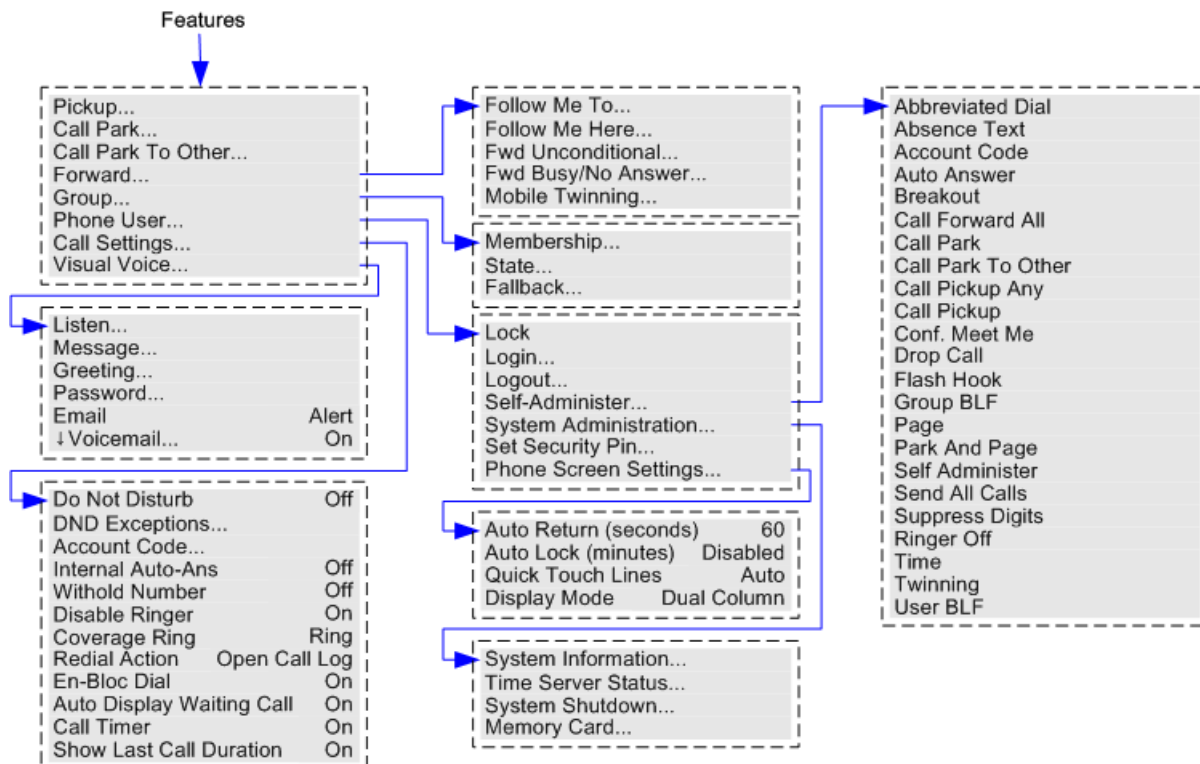 Features
Pickup...
Call Park...
Call Park To Other...
Forward...
Group...
Phone User...
Call Settings...
Visual Voice...
Listen...
Message...
Greeting...
Password...
Email Alert
↓Voicemail... On
Do Not Disturb Off
DND Exceptions...
Account Code...
Internal Auto-Ans Off
Withold Number Off
Disable Ringer On
Coverage Ring Ring
Redial Action Open Call Log
En-Bloc Dial On
Auto Display Waiting Call On
Call Timer On
Show Last Call Duration On
Follow Me To...
Follow Me Here...
Fwd Unconditional...
Fwd Busy/No Answer...
Mobile Twinning...
Membership...
State...
Fallback...
Lock
Login...
Logout...
Self-Administer...
System Administration...
Set Security Pin...
Phone Screen Settings...
Auto Return (seconds) 60
Auto Lock (minutes) Disabled
Quick Touch Lines Auto
Display Mode Dual Column
System Information...
Time Server Status...
System Shutdown...
Memory Card...
Abbreviated Dial
Absence Text
Account Code
Auto Answer
Breakout
Call Forward All
Call Park
Call Park To Other
Call Pickup Any
Call Pickup
Conf. Meet Me
Drop Call
Flash Hook
Group BLF
Page
Park And Page
Self Administer
Send All Calls
Suppress Digits
Ringer Off
Time
Twinning
User BLF